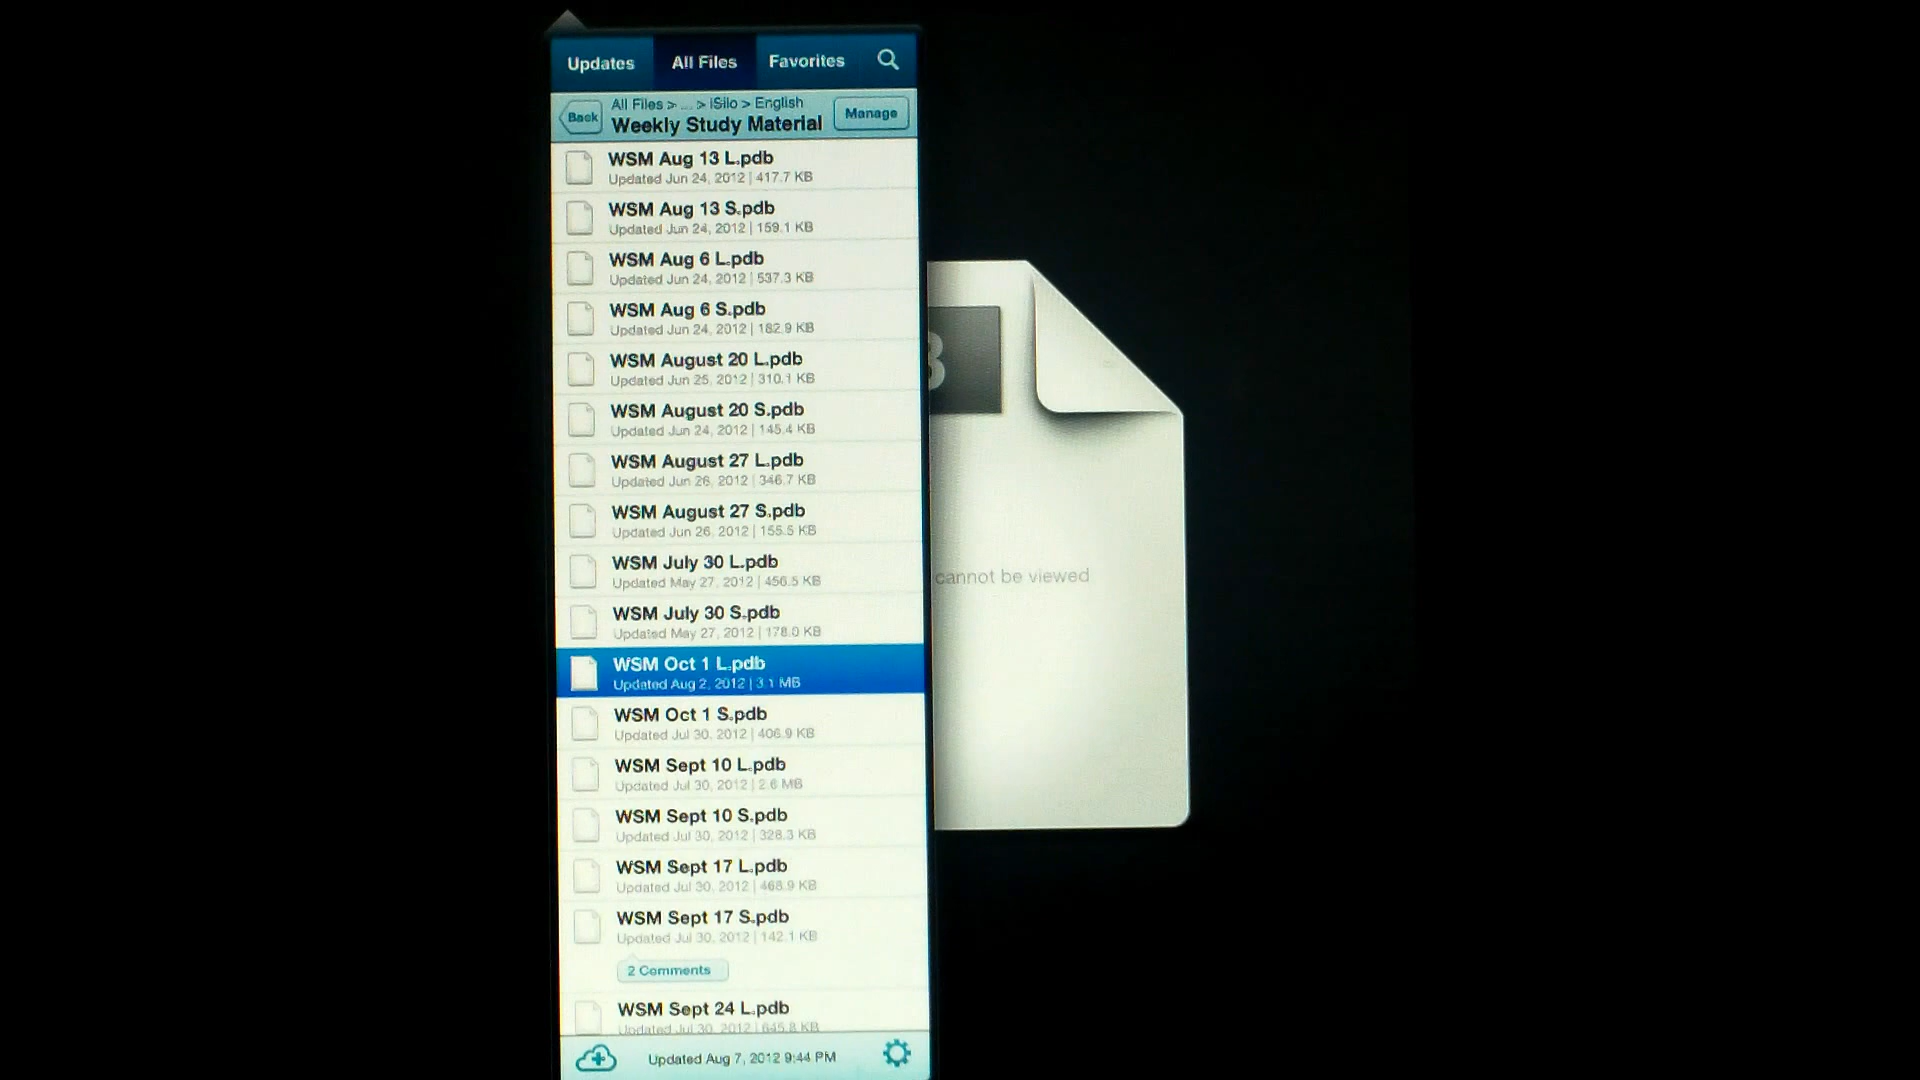 Updates
All Files
Favorites
Back
All Files > ... > iSilo > English
Weekly Study Material
Manage
WSM Aug 13 L.pdb
Updated Jun 24, 2012 | 417.7 KB
WSM Aug 13 S.pdb
Updated Jun 24, 2012 | 159.1 KB
WSM Aug 6 L.pdb
Updated Jun 24, 2012 | 537.3 KB
WSM Aug 6 S.pdb
Updated Jun 24, 2012 | 182.9 KB
WSM August 20 L.pdb
Updated Jun 25, 2012 | 310.1 KB
WSM August 20 S.pdb
Updated Jun 24, 2012 | 145.4 KB
WSM August 27 L.pdb
Updated Jun 26, 2012 | 346.7 KB
WSM August 27 S.pdb
Updated Jun 26, 2012 | 155.5 KB
WSM July 30 L.pdb
Updated May 27, 2012 | 456.5 KB
WSM July 30 S.pdb
Updated May 27, 2012 | 178.0 KB
WSM Oct 1 L.pdb
Updated Aug 2, 2012 | 3.1 MB
WSM Oct 1 S.pdb
Updated Jul 30, 2012 | 406.9 KB
WSM Sept 10 L.pdb
Updated Jul 30, 2012 | 2.6 MB
WSM Sept 10 S.pdb
Updated Jul 30, 2012 | 328.3 KB
WSM Sept 17 L.pdb
Updated Jul 30, 2012 | 468.9 KB
WSM Sept 17 S.pdb
Updated Jul 30, 2012 | 142.1 KB
2 Comments
WSM Sept 24 L.pdb
Updated Jul 30, 2012 | 645.8 KB
Updated Aug 7, 2012 9:44 PM
cannot be viewed